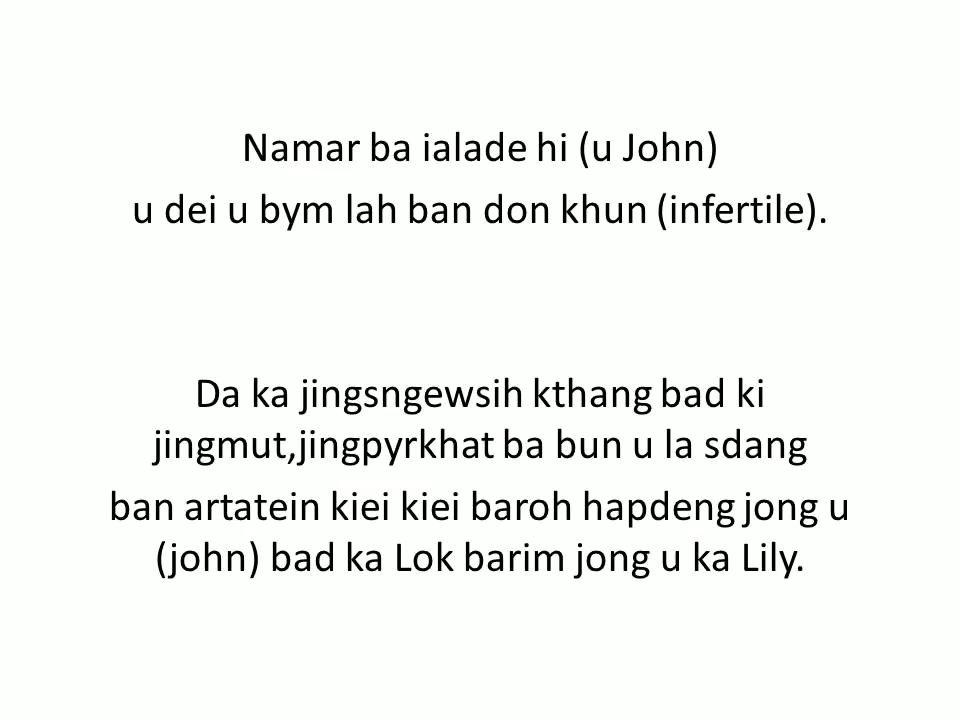 Namar ba ialade hi (u John)
u dei u bym lah ban don khun (infertile).
Da ka jingsngewsih kthang bad ki
jingmut,jingpyrkhat ba bun u la sdang
ban artatein kiei kiei baroh hapdeng jong u
(john) bad ka Lok barim jong u ka Lily.